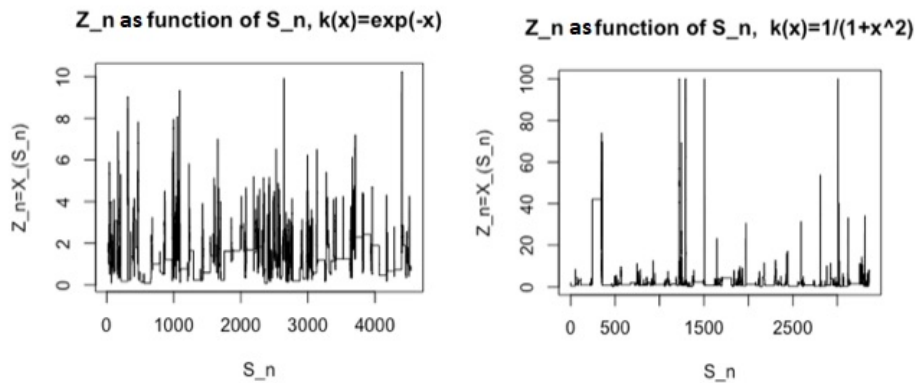 Z_n as function of S_n, k(x)=exp(-x)
Z_n=X_(S_n)
10
8
6
4
2
0
0 1000 2000 3000 4000
S_n
Z_n as function of S_n, k(x)=1/(1+x^2)
Z_n=X_(S_n)
100
80
60
40
20
0
0 500 1500 2500
S_n